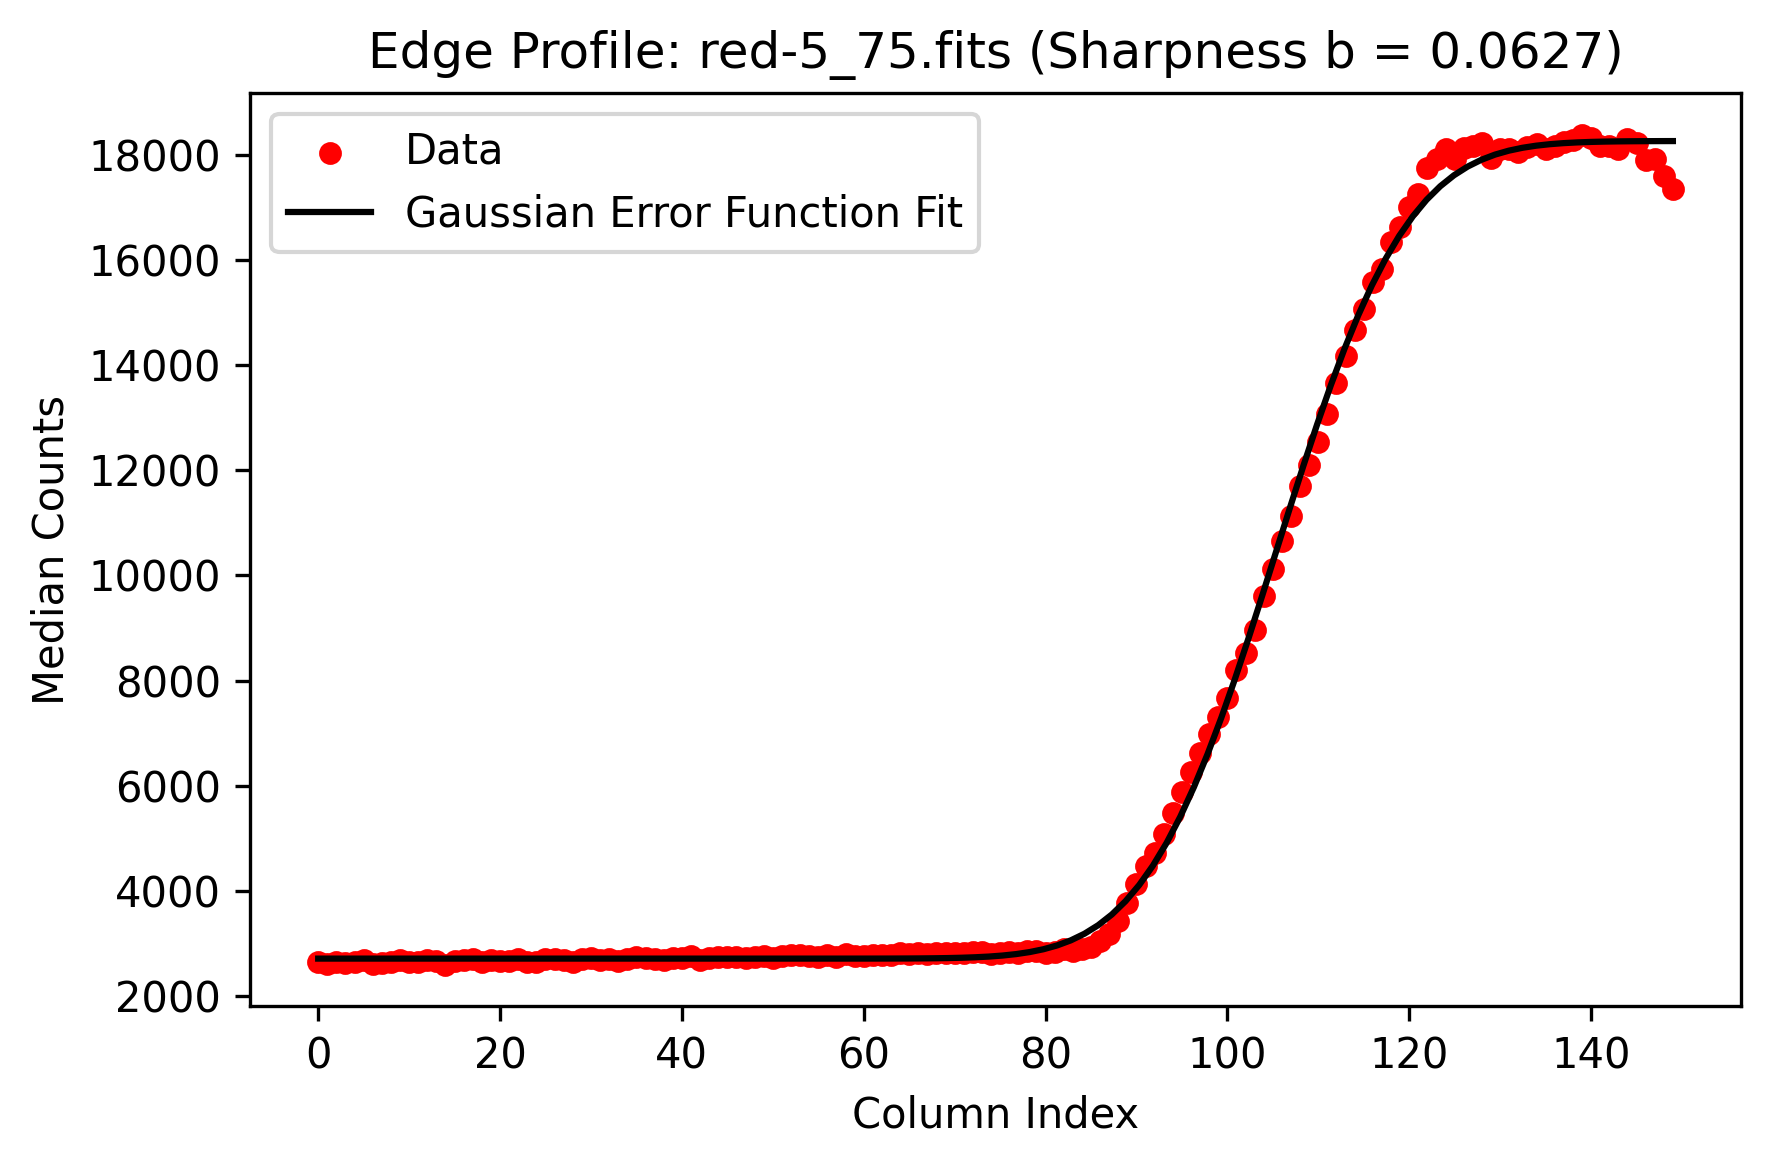 Edge Profile: red-5_75.fits (Sharpness b = 0.0627)
Data
Gaussian Error Function Fit
18000
16000
14000
12000
10000
8000
6000
4000
2000
Median Counts
0 20 40 60 80 100 120 140
Column Index